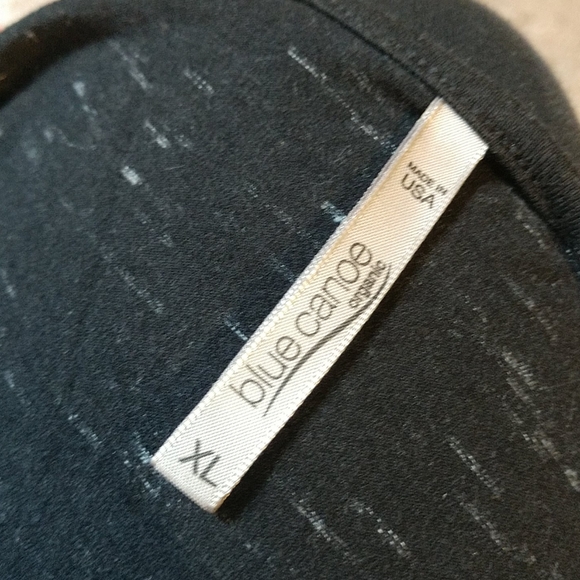 MADE IN
USA
blue canoe
organic
XL